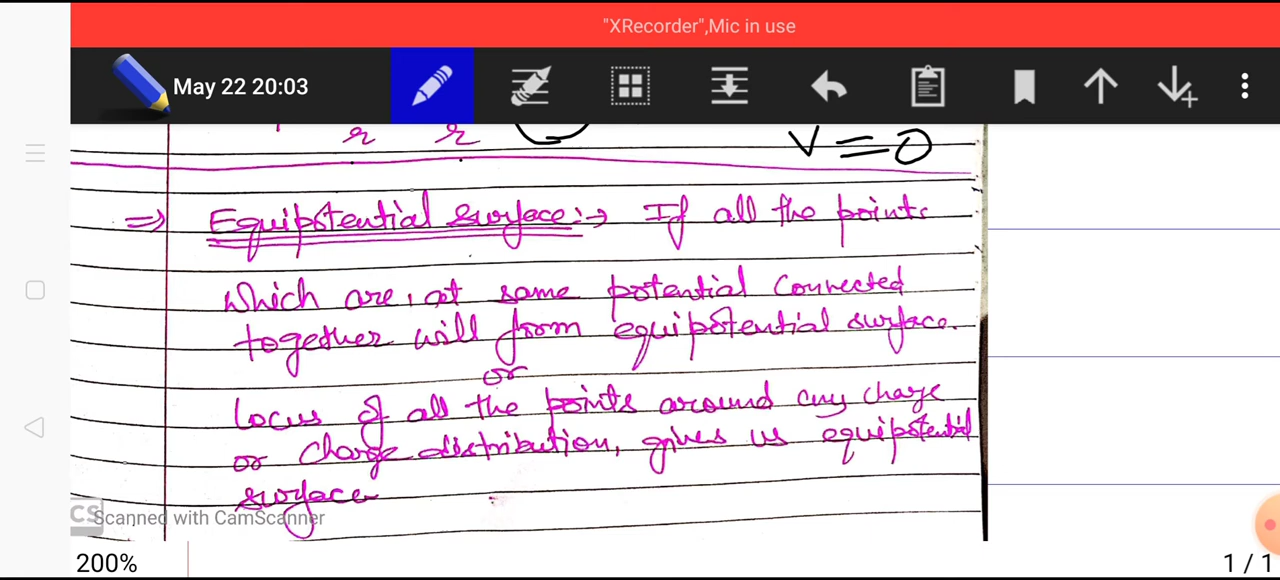 "XRecorder",Mic in use
May 22 20:03
r r
V=0
=> Equipotential surface :→ If all the points
which are, at same potential connected
together will from equipotential surface.
or
Locus of all the points around any charge
or charge distribution, gives us equipotential
surface
CS Scanned with CamScanner
200%
1 / 1